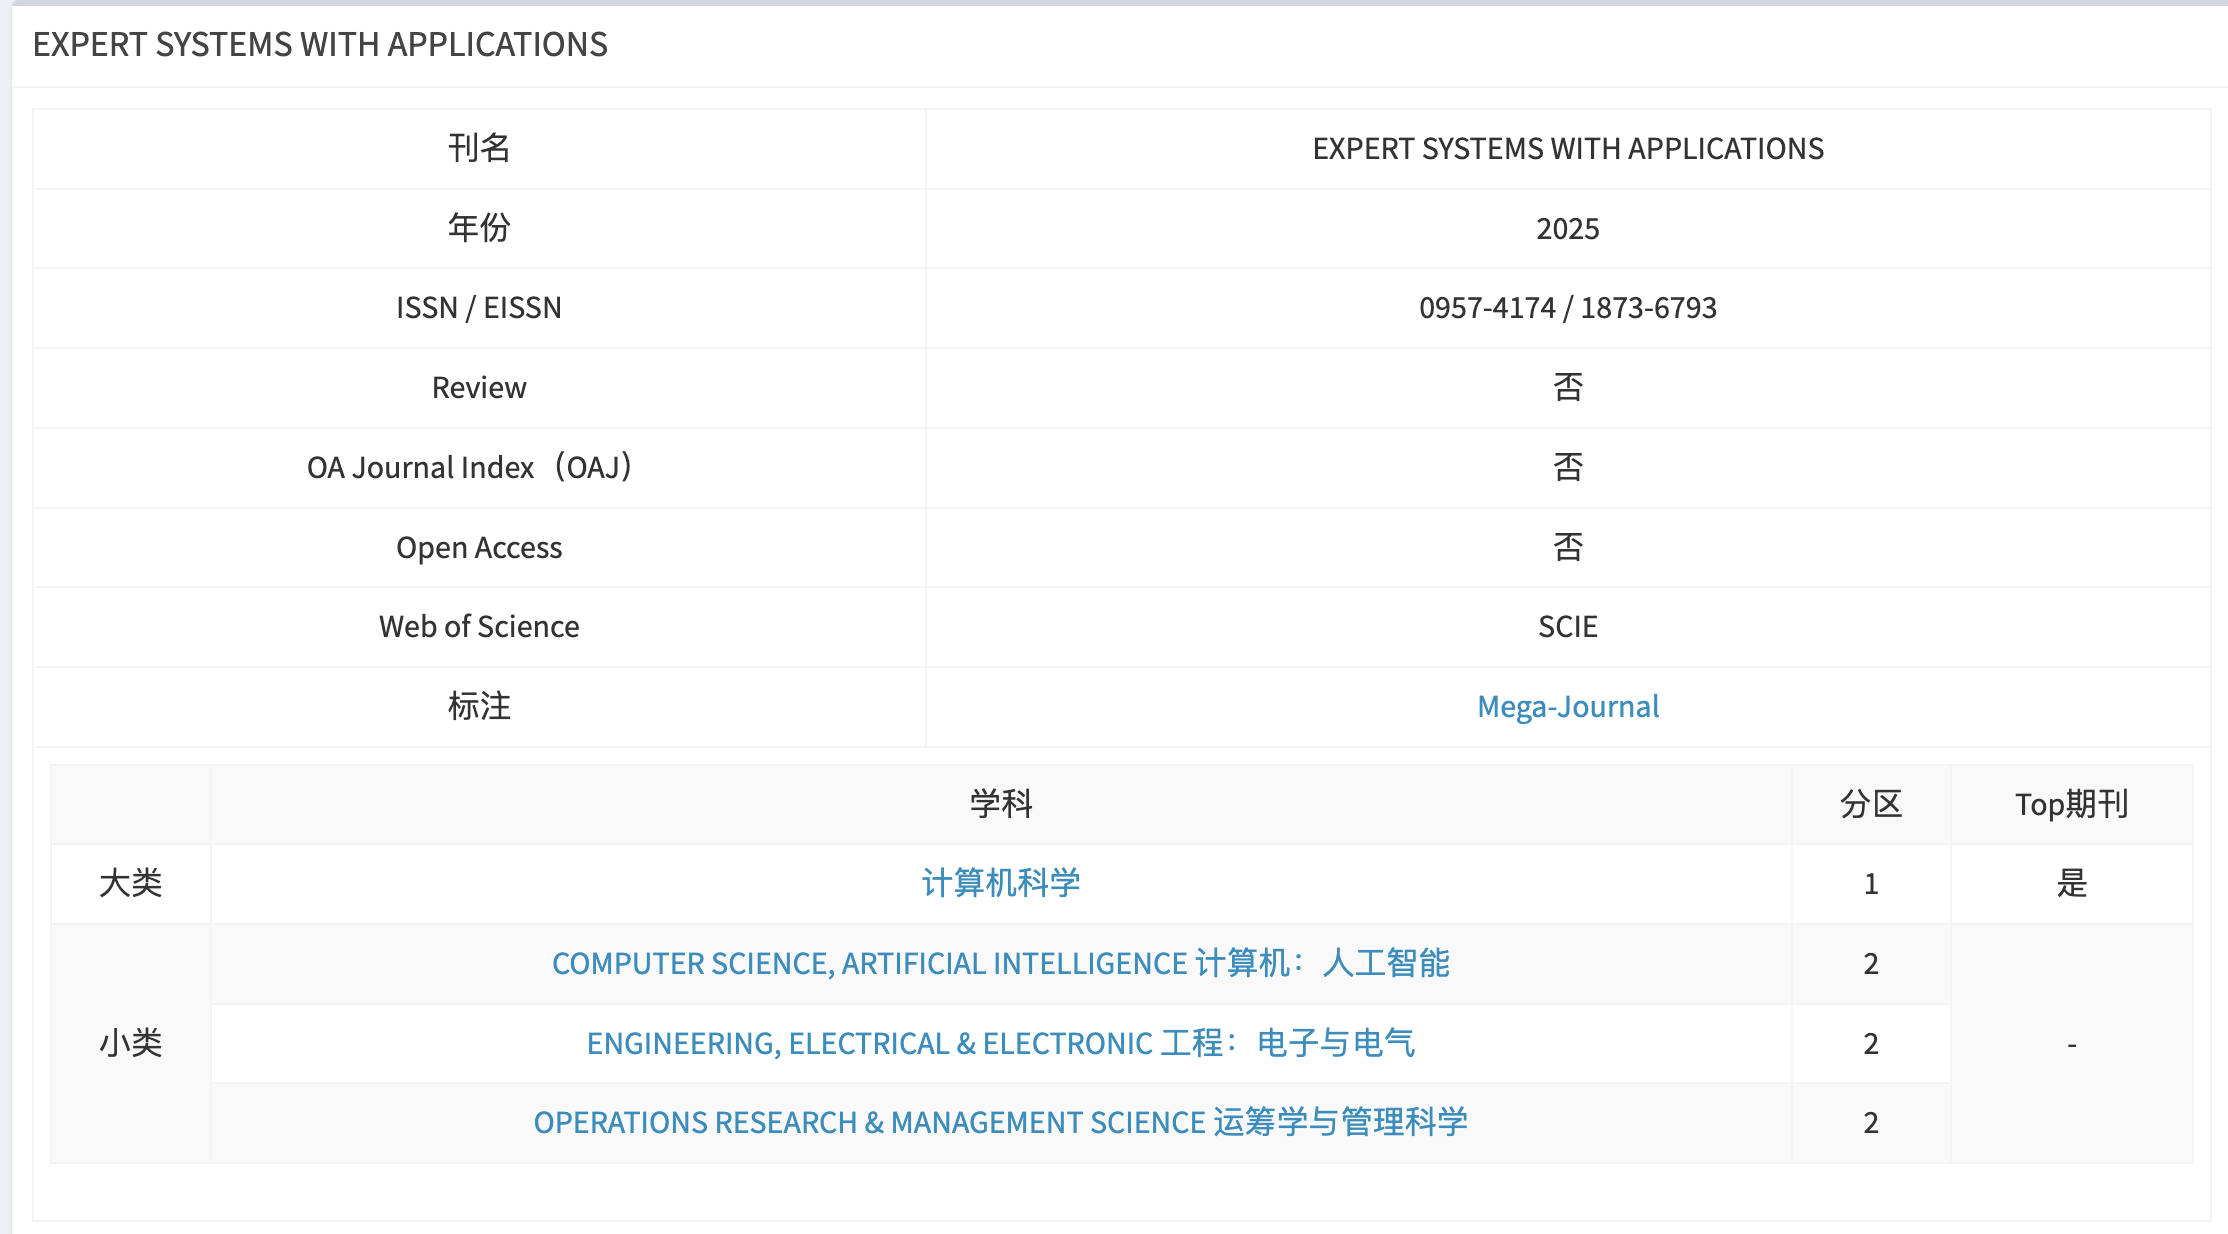 EXPERT SYSTEMS WITH APPLICATIONS
刊名 EXPERT SYSTEMS WITH APPLICATIONS
年份 2025
ISSN / EISSN 0957-4174 / 1873-6793
Review 否
OA Journal Index（OAJ） 否
Open Access 否
Web of Science SCIE
标注 Mega-Journal
学科 分区 Top期刊
大类 计算机科学 1 是
COMPUTER SCIENCE, ARTIFICIAL INTELLIGENCE 计算机：人工智能 2
小类 ENGINEERING, ELECTRICAL & ELECTRONIC 工程：电子与电气 2 -
OPERATIONS RESEARCH & MANAGEMENT SCIENCE 运筹学与管理科学 2